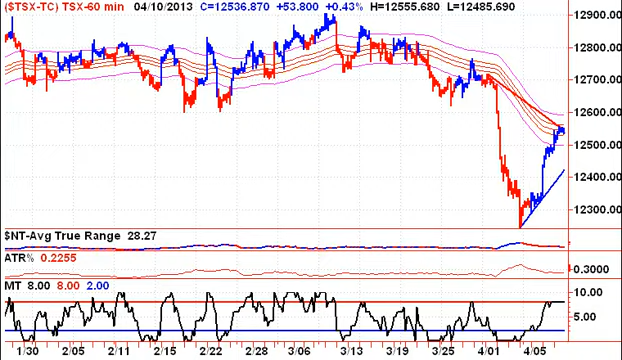 ($TSX-TC) TSX-60 min 04/10/2013 C=12536.870 +53.800 +0.43% H=12555.680 L=12485.690
12900.00
12800.00
12700.00
12600.00
12500.00
12400.00
12300.00
$NT-Avg True Range 28.27
ATR% 0.2255
0.3000
MT 8.00 8.00 2.00
10.00
5.00
1/30 2/05 2/11 2/15 2/22 2/28 3/06 3/13 3/19 3/25 4/01 4/05